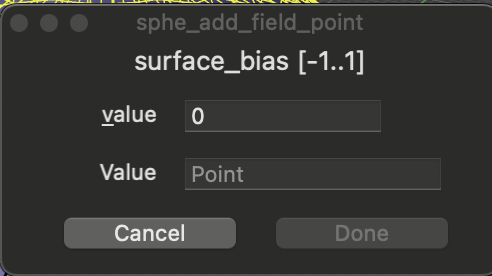 sphe_add_field_point
surface_bias [-1..1]
value 0
Value Point
Cancel Done